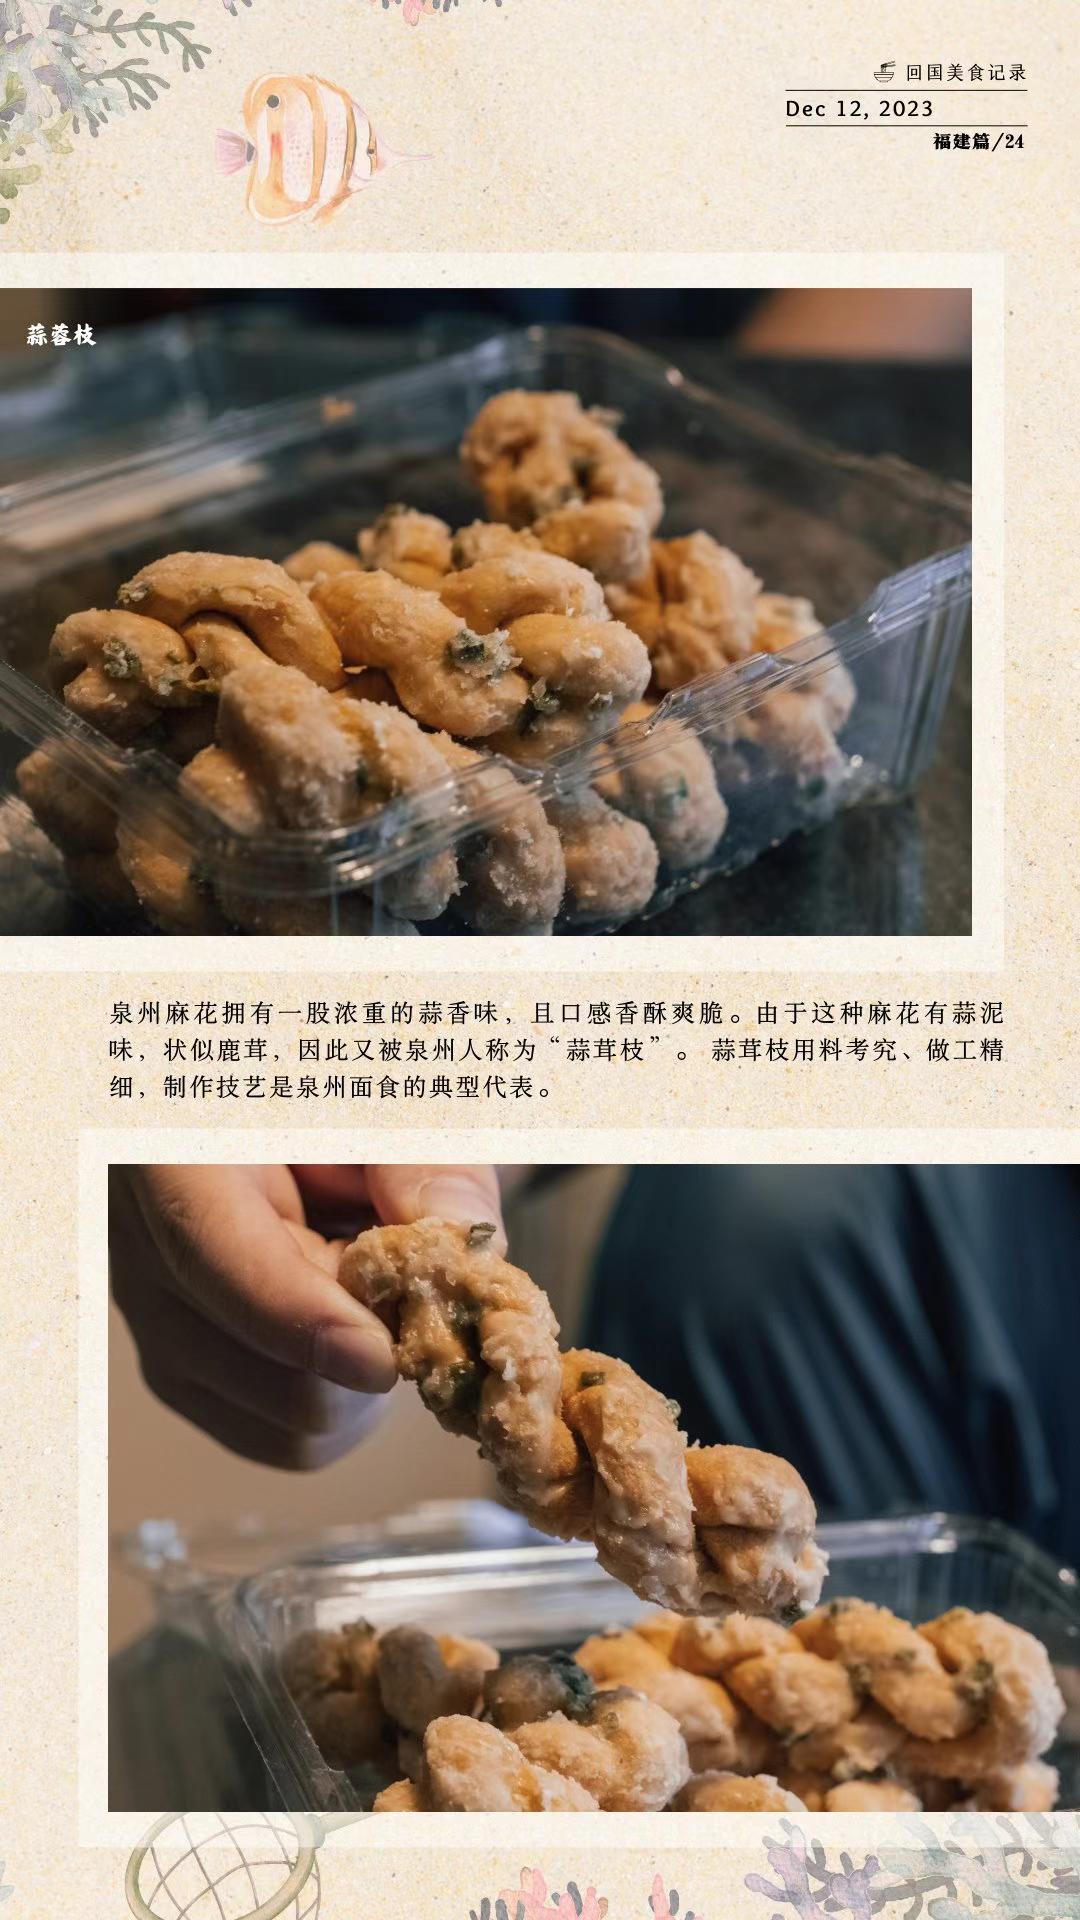 回国美食记录
Dec 12, 2023
福建篇/24
蒜蓉枝
泉州麻花拥有一股浓重的蒜香味，且口感香酥爽脆。由于这种麻花有蒜泥
味，状似鹿茸，因此又被泉州人称为“蒜茸枝”。 蒜茸枝用料考究、做工精
细，制作技艺是泉州面食的典型代表。